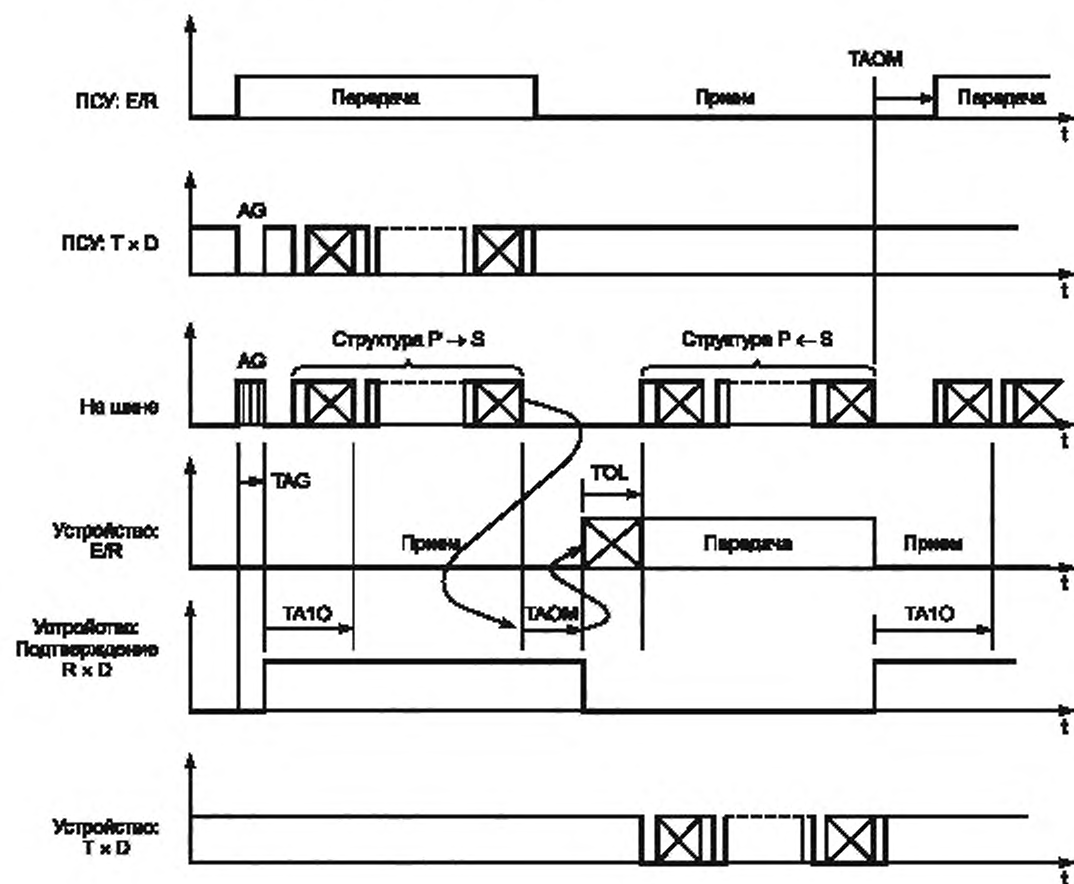 TAOM
ПСУ: E/R
Передача
Прием
Передача
t
AG
ПСУ: T × D
t
Структура P → S
Структура P ← S
AG
На шине
t
TAG
TOL
Устройство:
E/R
Прием
Передача
Прием
t
TA1O
TAOM
TA1O
Устройство:
Подтверждение
R × D
t
Устройство:
T × D
t